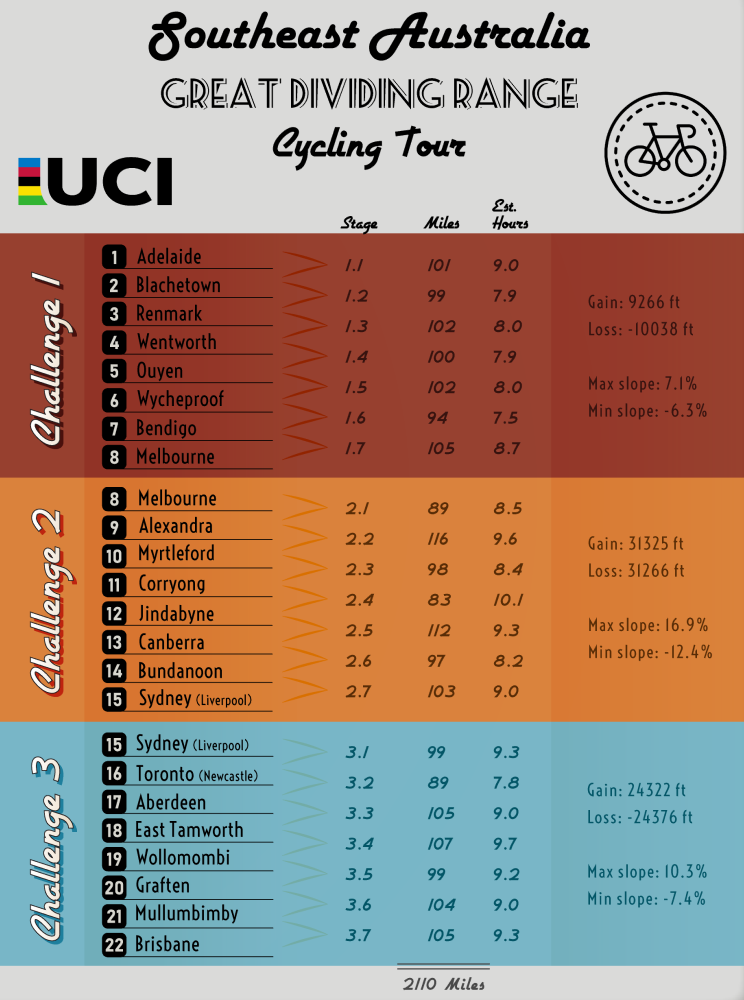 Southeast Australia
GREAT DIVIDING RANGE
Cycling Tour
UCI
Stage Miles Est. Hours
Challenge 1
1 Adelaide
2 Blachetown
3 Renmark
4 Wentworth
5 Ouyen
6 Wycheproof
7 Bendigo
8 Melbourne
1.1 101 9.0
1.2 99 7.9
1.3 102 8.0
1.4 100 7.9
1.5 102 8.0
1.6 94 7.5
1.7 105 8.7
Gain: 9266 ft
Loss: -10038 ft
Max slope: 7.1%
Min slope: -6.3%
Challenge 2
8 Melbourne
9 Alexandra
10 Myrtleford
11 Corryong
12 Jindabyne
13 Canberra
14 Bundanoon
15 Sydney (Liverpool)
2.1 89 8.5
2.2 116 9.6
2.3 98 8.4
2.4 83 10.1
2.5 112 9.3
2.6 97 8.2
2.7 103 9.0
Gain: 31325 ft
Loss: 31266 ft
Max slope: 16.9%
Min slope: -12.4%
Challenge 3
15 Sydney (Liverpool)
16 Toronto (Newcastle)
17 Aberdeen
18 East Tamworth
19 Wollomombi
20 Graften
21 Mullumbimby
22 Brisbane
3.1 99 9.3
3.2 89 7.8
3.3 105 9.0
3.4 107 9.7
3.5 99 9.2
3.6 104 9.0
3.7 105 9.3
Gain: 24322 ft
Loss: -24376 ft
Max slope: 10.3%
Min slope: -7.4%
2110 Miles